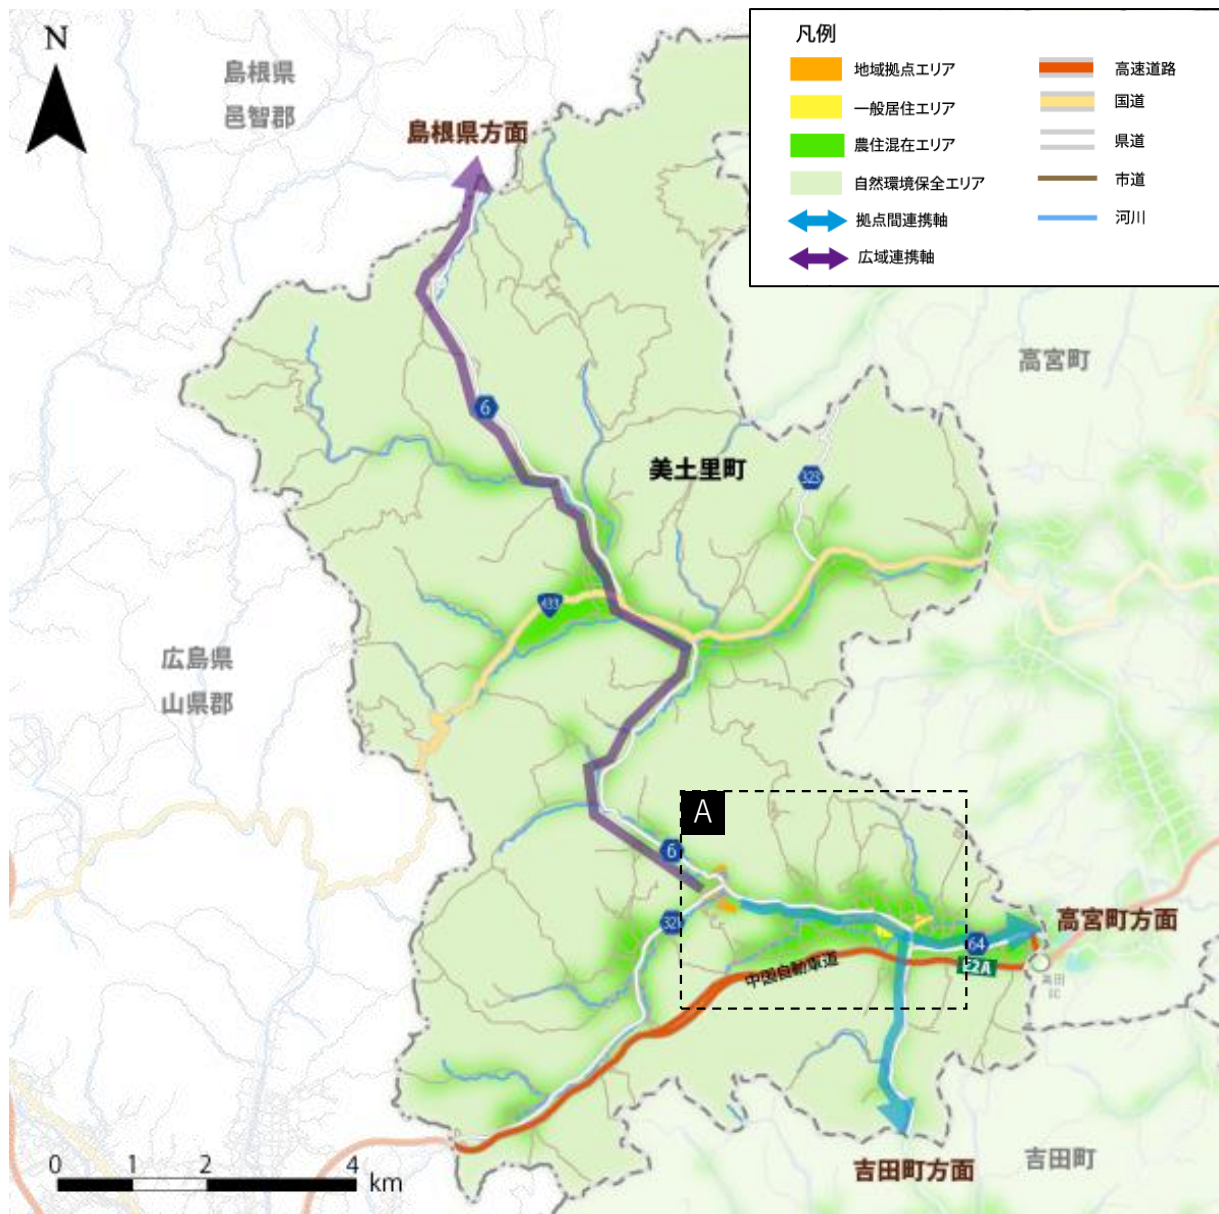 N
凡例
地域拠点エリア
一般居住エリア
農住混在エリア
自然環境保全エリア
拠点間連携軸
広域連携軸
高速道路
国道
県道
市道
河川
島根県
邑智郡
島根県方面
高宮町
6
美土里町
323
433
広島県
山県郡
A
6
321
64
高宮町方面
E2A
中国自動車道
高田
IC
吉田町方面
吉田町
0 1 2 4 km